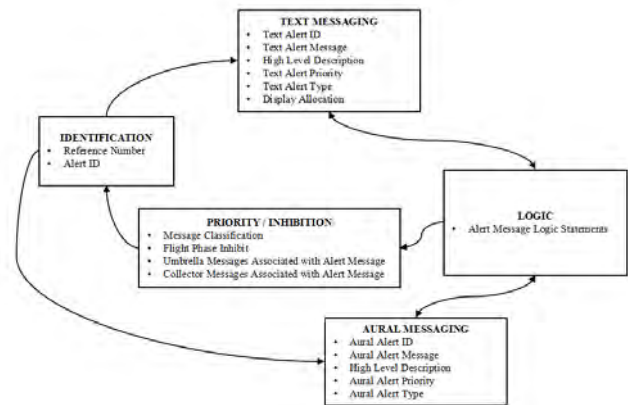 TEXT MESSAGING
• Text Alert ID
• Text Alert Message
• High Level Description
• Text Alert Priority
• Text Alert Type
• Display Allocation
IDENTIFICATION
• Reference Number
• Alert ID
PRIORITY / INHIBITION
• Message Classification
• Flight Phase Inhibit
• Umbrella Messages Associated with Alert Message
• Collector Messages Associated with Alert Message
LOGIC
• Alert Message Logic Statements
AURAL MESSAGING
• Aural Alert ID
• Aural Alert Message
• High Level Description
• Aural Alert Priority
• Aural Alert Type